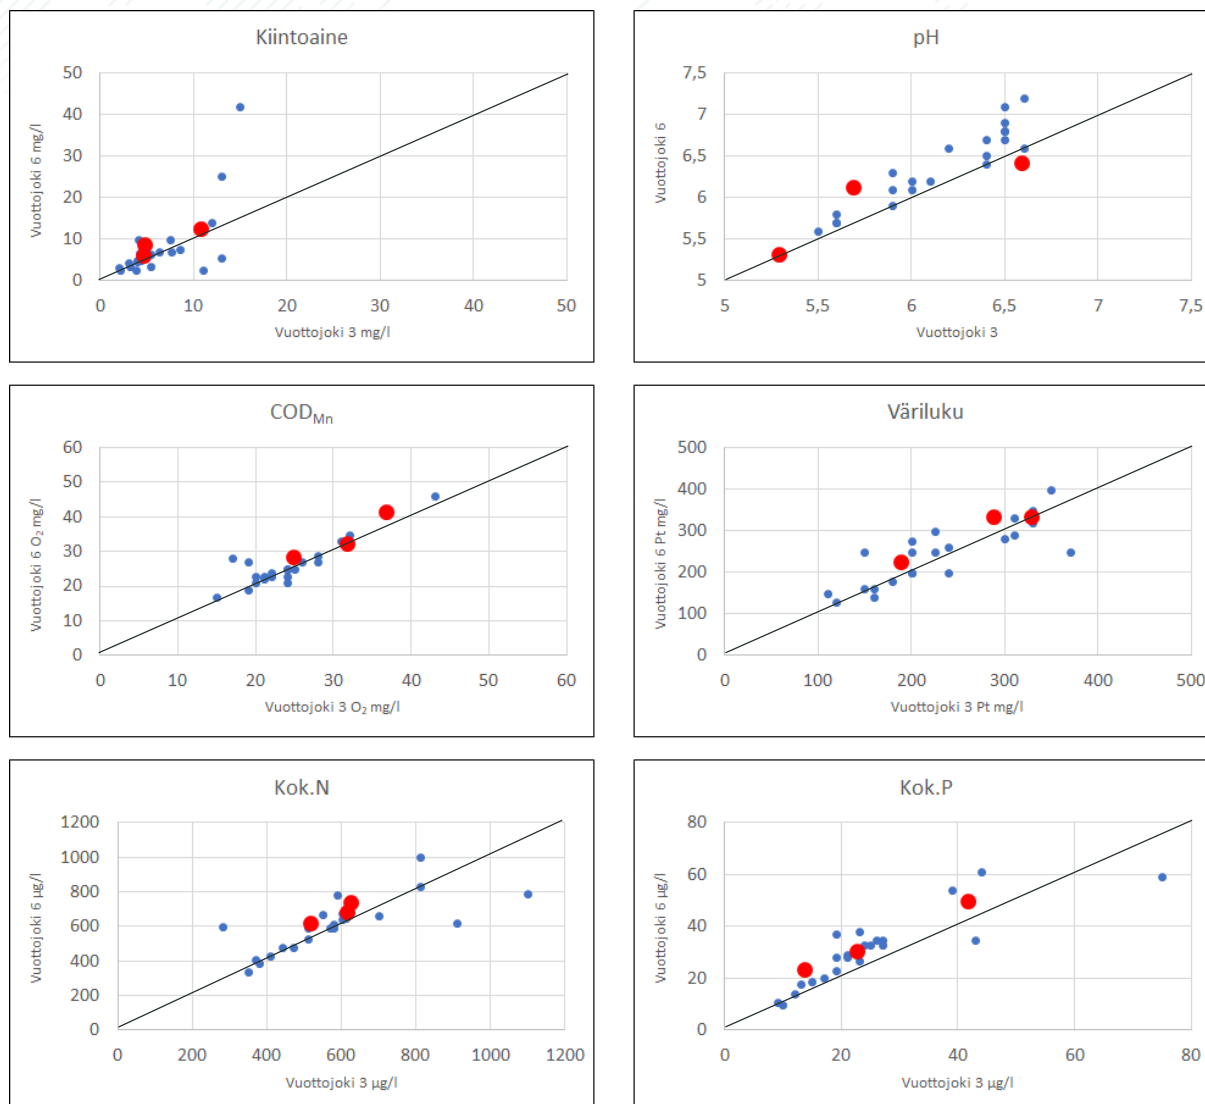 Kiintoaine
50
40
30
20
10
0
Vuottojoki 6 mg/l
0 10 20 30 40 50
Vuottojoki 3 mg/l
pH
7,5
7
6,5
6
5,5
5
Vuottojoki 6
5 5,5 6 6,5 7 7,5
Vuottojoki 3
COD<sub>Mn</sub>
60
50
40
30
20
10
0
Vuottojoki 6 O₂ mg/l
0 10 20 30 40 50 60
Vuottojoki 3 O₂ mg/l
Väriluku
500
400
300
200
100
0
Vuottojoki 6 Pt mg/l
0 100 200 300 400 500
Vuottojoki 3 Pt mg/l
Kok.N
1200
1000
800
600
400
200
0
Vuottojoki 6 µg/l
0 200 400 600 800 1000 1200
Vuottojoki 3 µg/l
Kok.P
80
60
40
20
0
Vuottojoki 6 µg/l
0 20 40 60 80
Vuottojoki 3 µg/l